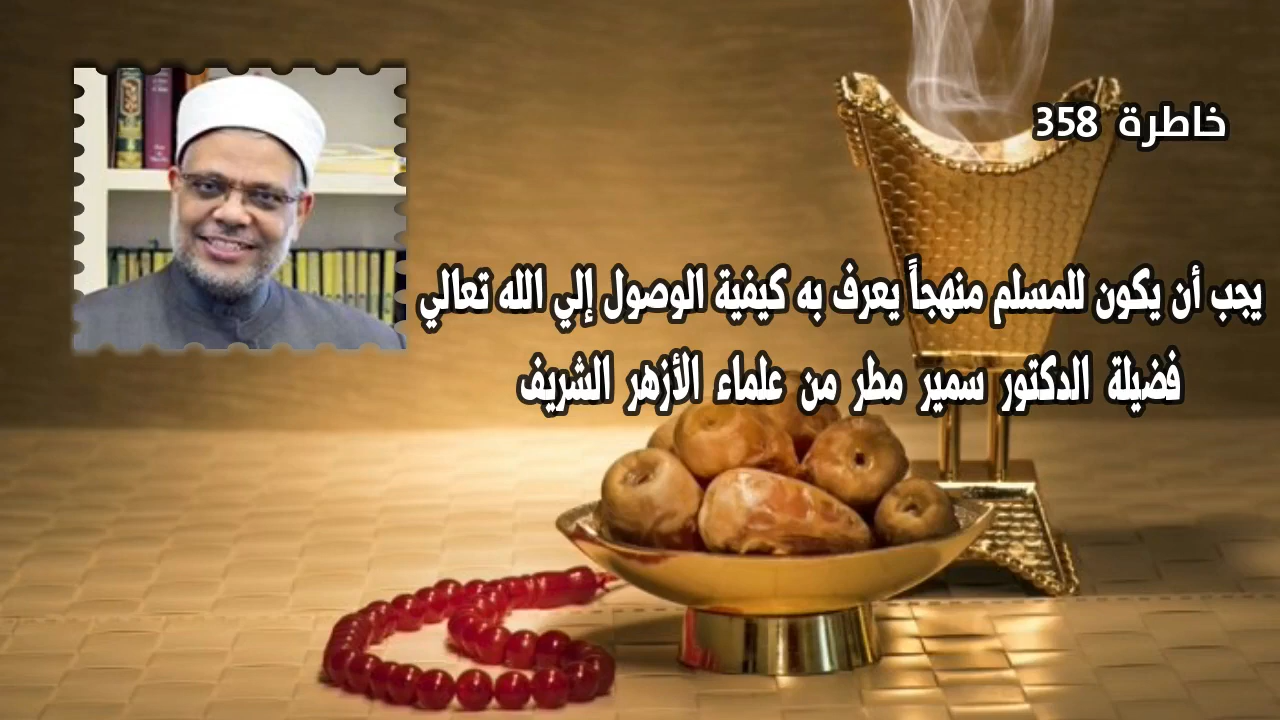 خاطرة 358
يجب أن يكون للمسلم منهجاً يعرف به كيفية الوصول إلي الله تعالي
فضيلة الدكتور سمير مطر من علماء الأزهر الشريف